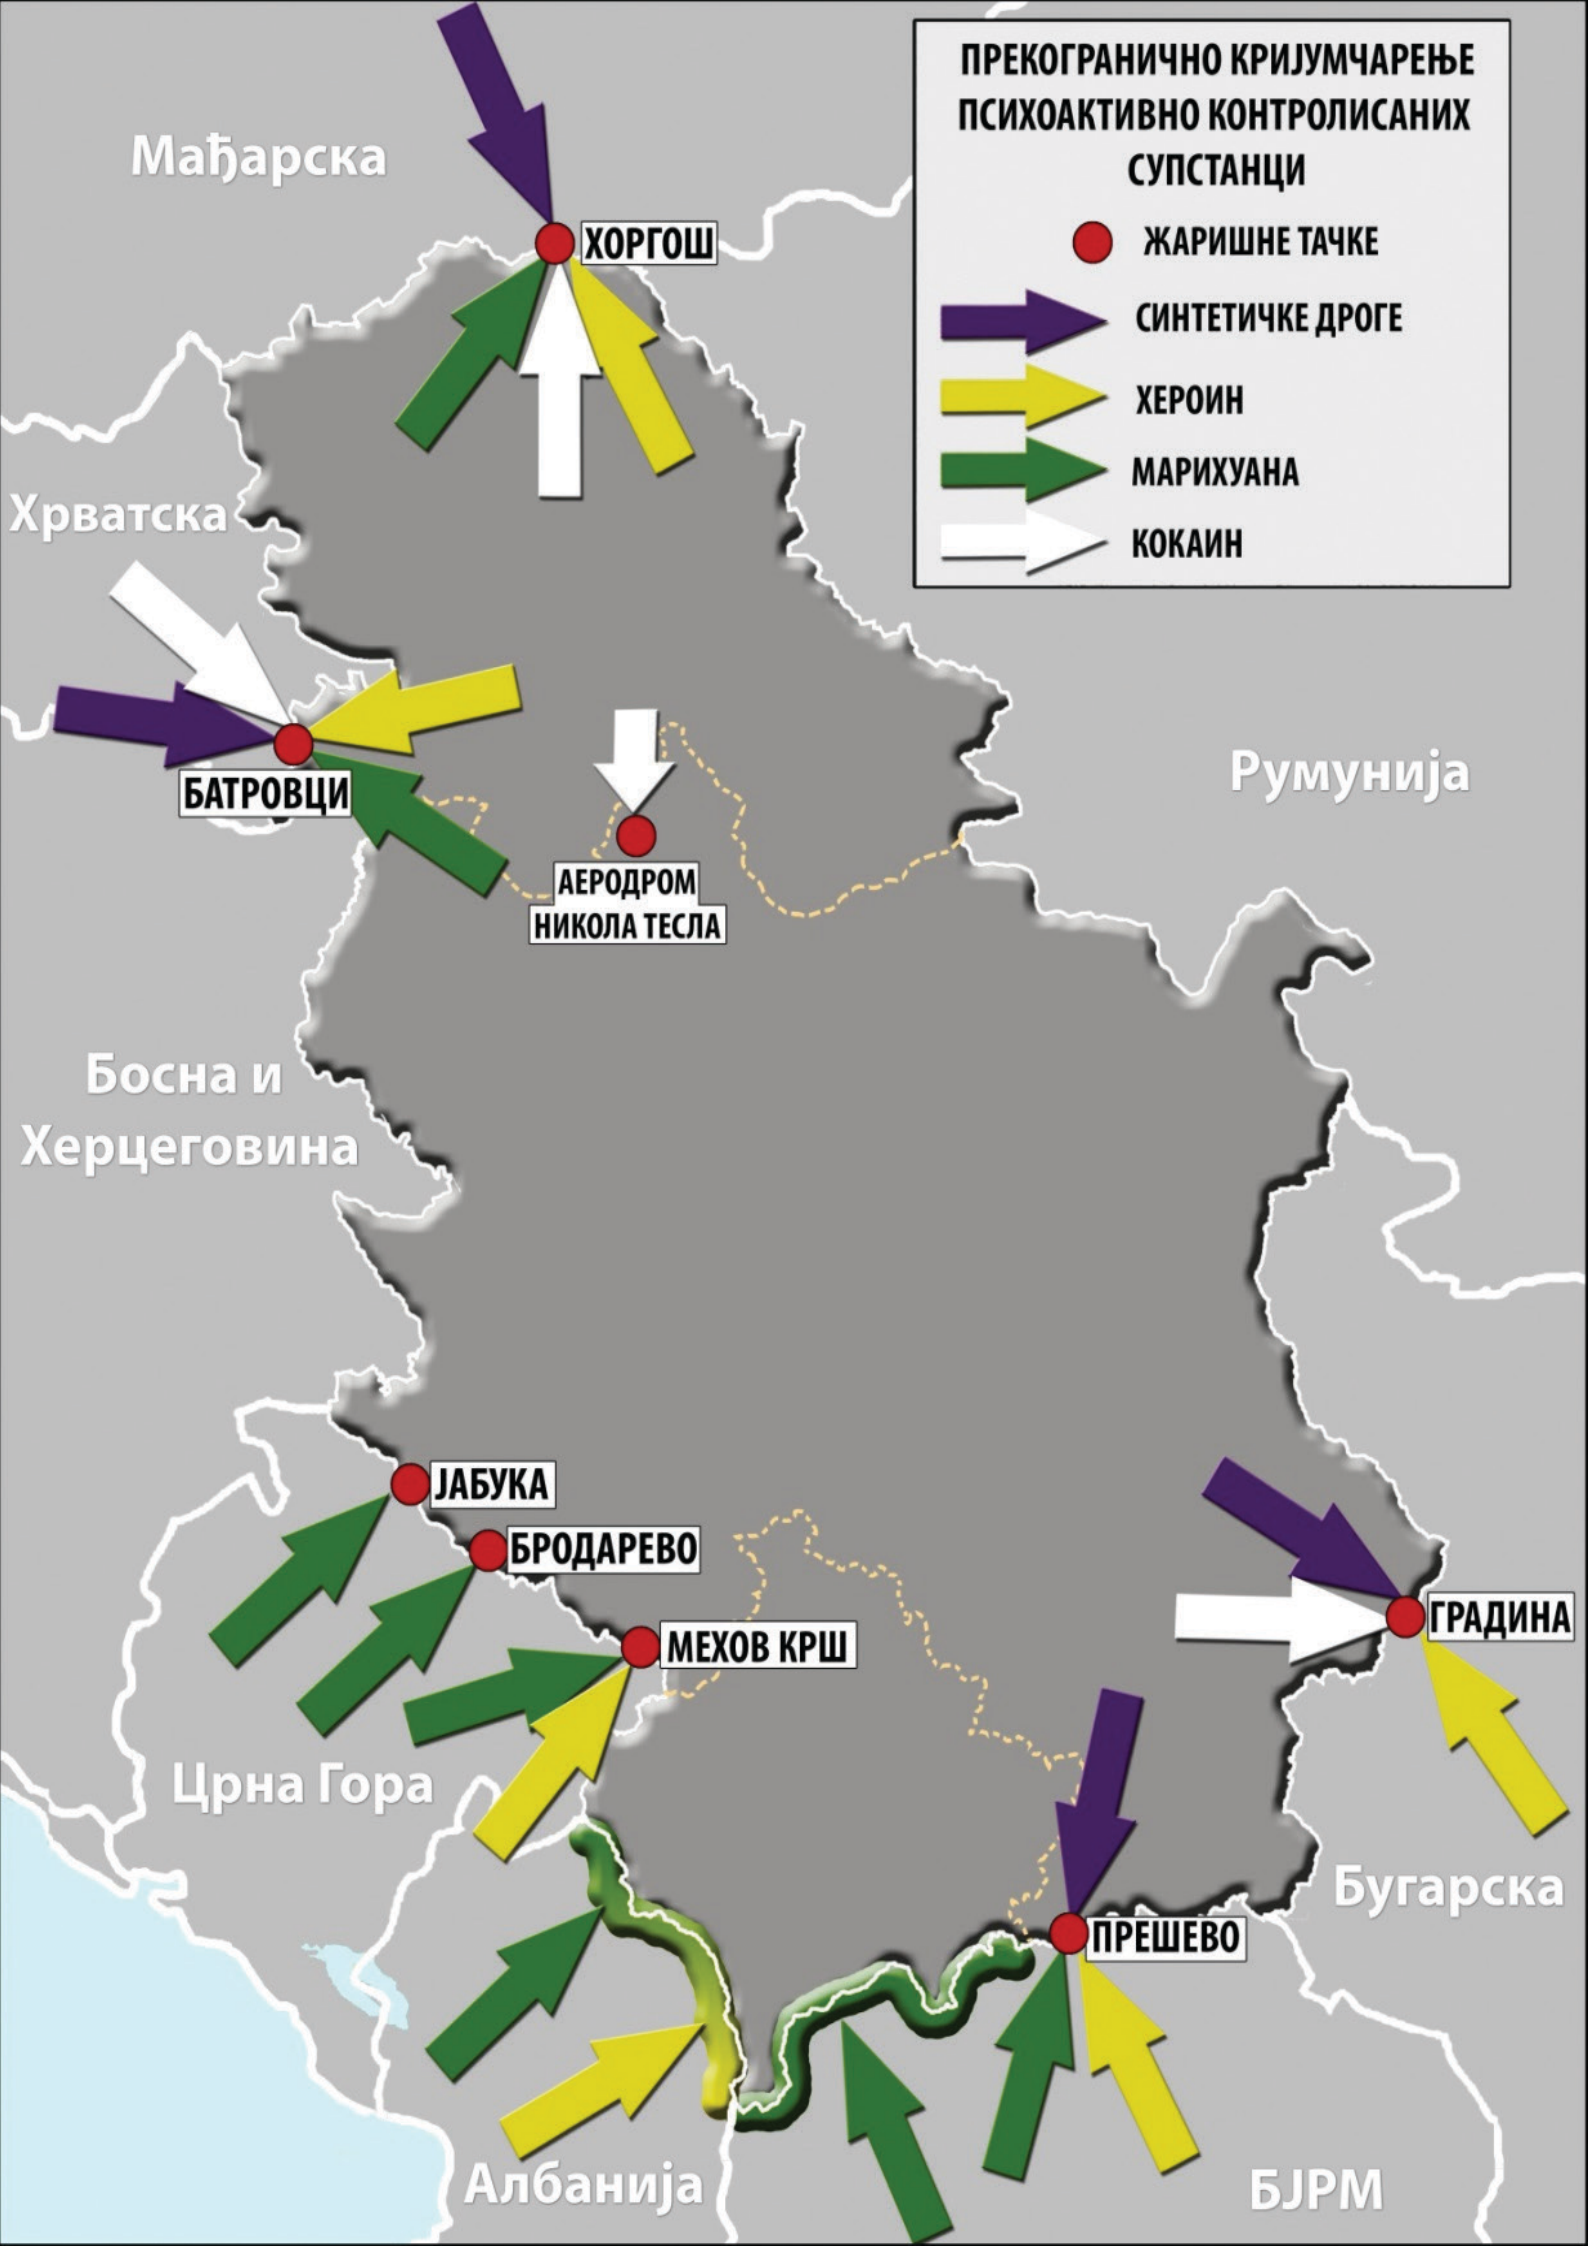 ПРЕКОГРАНИЧНО КРИЈУМЧАРЕЊЕ
ПСИХОАКТИВНО КОНТРОЛИСАНИХ
СУПСТАНЦИ
ЖАРИШНЕ ТАЧКЕ
СИНТЕТИЧКЕ ДРОГЕ
ХЕРОИН
МАРИХУАНА
КОКАИН
Мађарска
ХОРГОШ
Хрватска
БАТРОВЦИ
Румунија
АЕРОДРОМ
НИКОЛА ТЕСЛА
Босна и
Херцеговина
ЈАБУКА
БРОДАРЕВО
МЕХОВ КРШ
ГРАДИНА
Црна Гора
Бугарска
ПРЕШЕВО
Албанија
БЈРМ